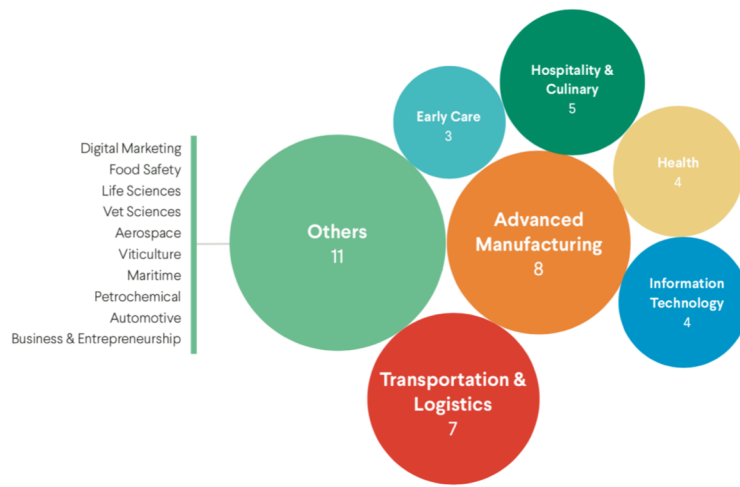 Digital Marketing
Food Safety
Life Sciences
Vet Sciences
Aerospace
Viticulture
Maritime
Petrochemical
Automotive
Business & Entrepreneurship
Others
11
Early Care
3
Hospitality &
Culinary
5
Health
4
Advanced
Manufacturing
8
Information
Technology
4
Transportation &
Logistics
7